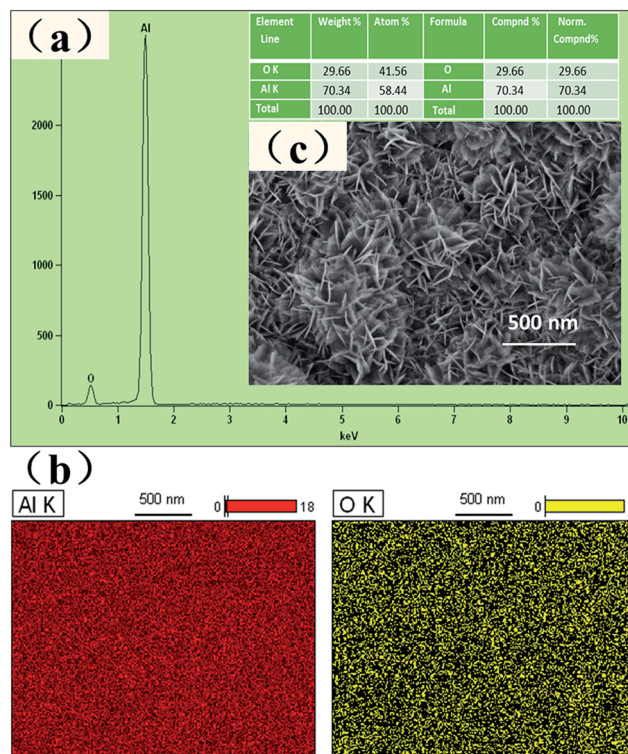 (a)
Al
Element Line Weight % Atom % Formula Compnd % Norm. Compnd%
O K 29.66 41.56 O 29.66 29.66
Al K 70.34 58.44 Al 70.34 70.34
Total 100.00 100.00 Total 100.00 100.00
(c)
2000
1500
1000
500
0
O
500 nm
0 1 2 3 4 5 6 7 8 9 10
keV
(b)
Al K 500 nm 0 18
O K 500 nm 0